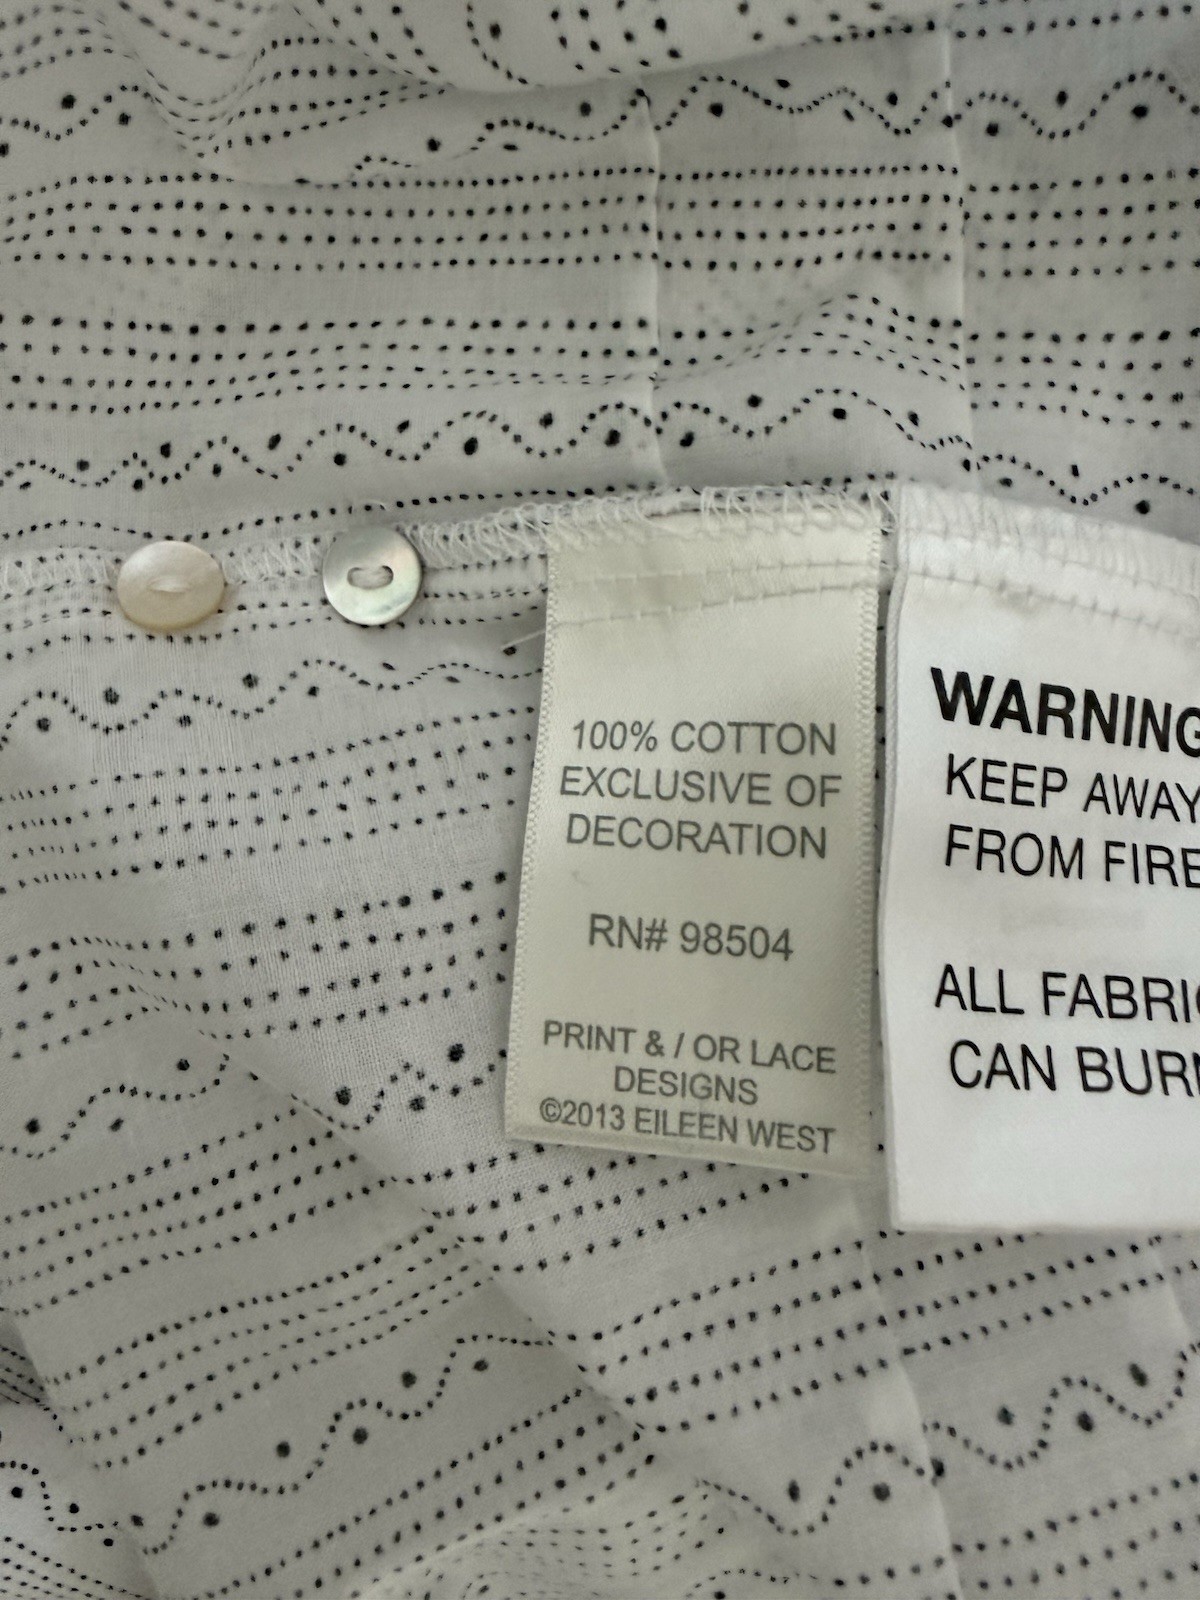 100% COTTON
EXCLUSIVE OF
DECORATION
RN# 98504
PRINT & / OR LACE
DESIGNS
©2013 EILEEN WEST
WARNING
KEEP AWAY
FROM FIRE
ALL FABRIC
CAN BURN